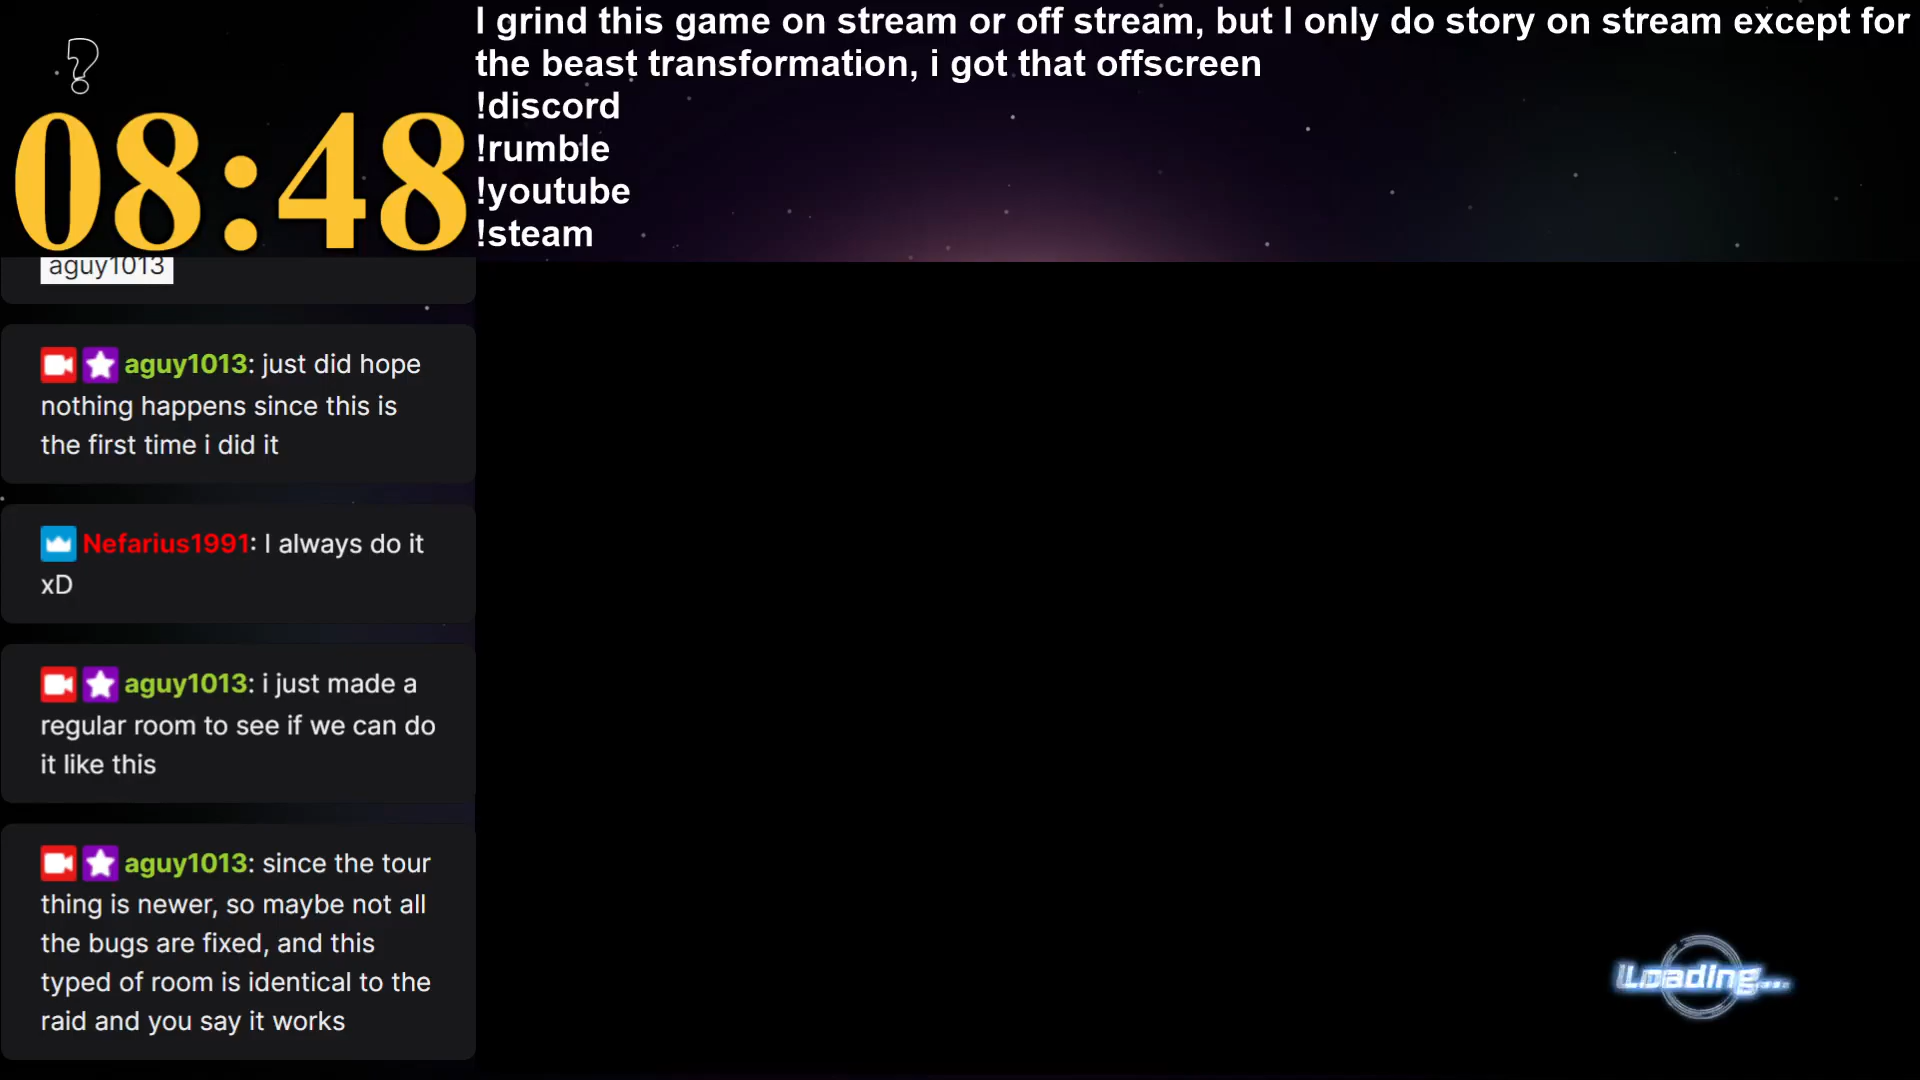 I grind this game on stream or off stream, but I only do story on stream except for
the beast transformation, i got that offscreen
!discord
!rumble
!youtube
!steam
?
08:48
aguy1013
aguy1013: just did hope
nothing happens since this is
the first time i did it
Nefarius1991: I always do it
xD
aguy1013: i just made a
regular room to see if we can do
it like this
aguy1013: since the tour
thing is newer, so maybe not all
the bugs are fixed, and this
typed of room is identical to the
raid and you say it works
Loading...